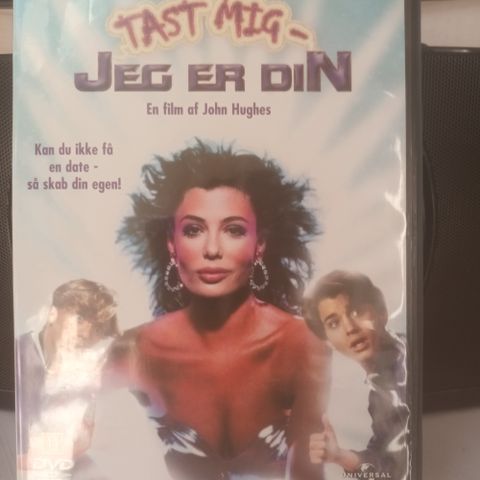 TAST MIG -
JEG ER DIN
En film af John Hughes
Kan du ikke få
en date -
så skab din egen!
DVD
UNIVERSAL